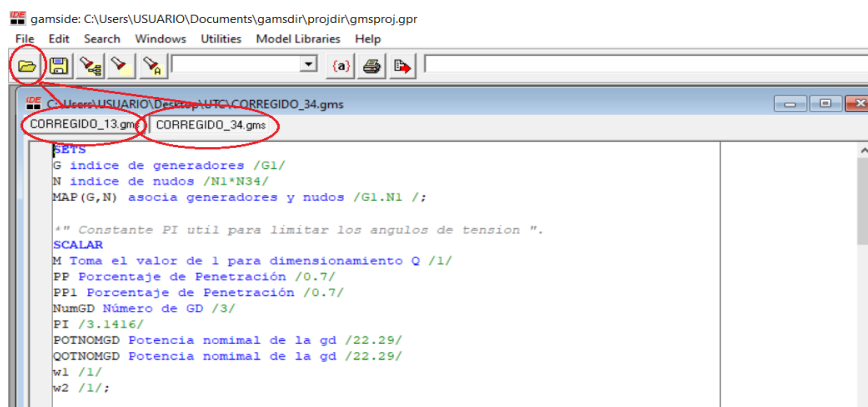 IDE gamside: C:\Users\USUARIO\Documents\gamsdir\projdir\gmsproj.gpr
File Edit Search Windows Utilities Model Libraries Help
{a}
IDE C:\Users\USUARIO\Desktop\UTC\CORREGIDO_34.gms
CORREGIDO_13.gms CORREGIDO_34.gms
SETS
G indice de generadores /G1/
N indice de nudos /N1*N34/
MAP(G,N) asocia generadores y nudos /G1.N1 /;
*" Constante PI util para limitar los angulos de tension ".
SCALAR
M Toma el valor de 1 para dimensionamiento Q /1/
PP Porcentaje de Penetración /0.7/
PP1 Porcentaje de Penetración /0.7/
NumGD Número de GD /3/
PI /3.1416/
POTNOMGD Potencia nomimal de la gd /22.29/
QOTNOMGD Potencia nomimal de la gd /22.29/
w1 /1/
w2 /1/;